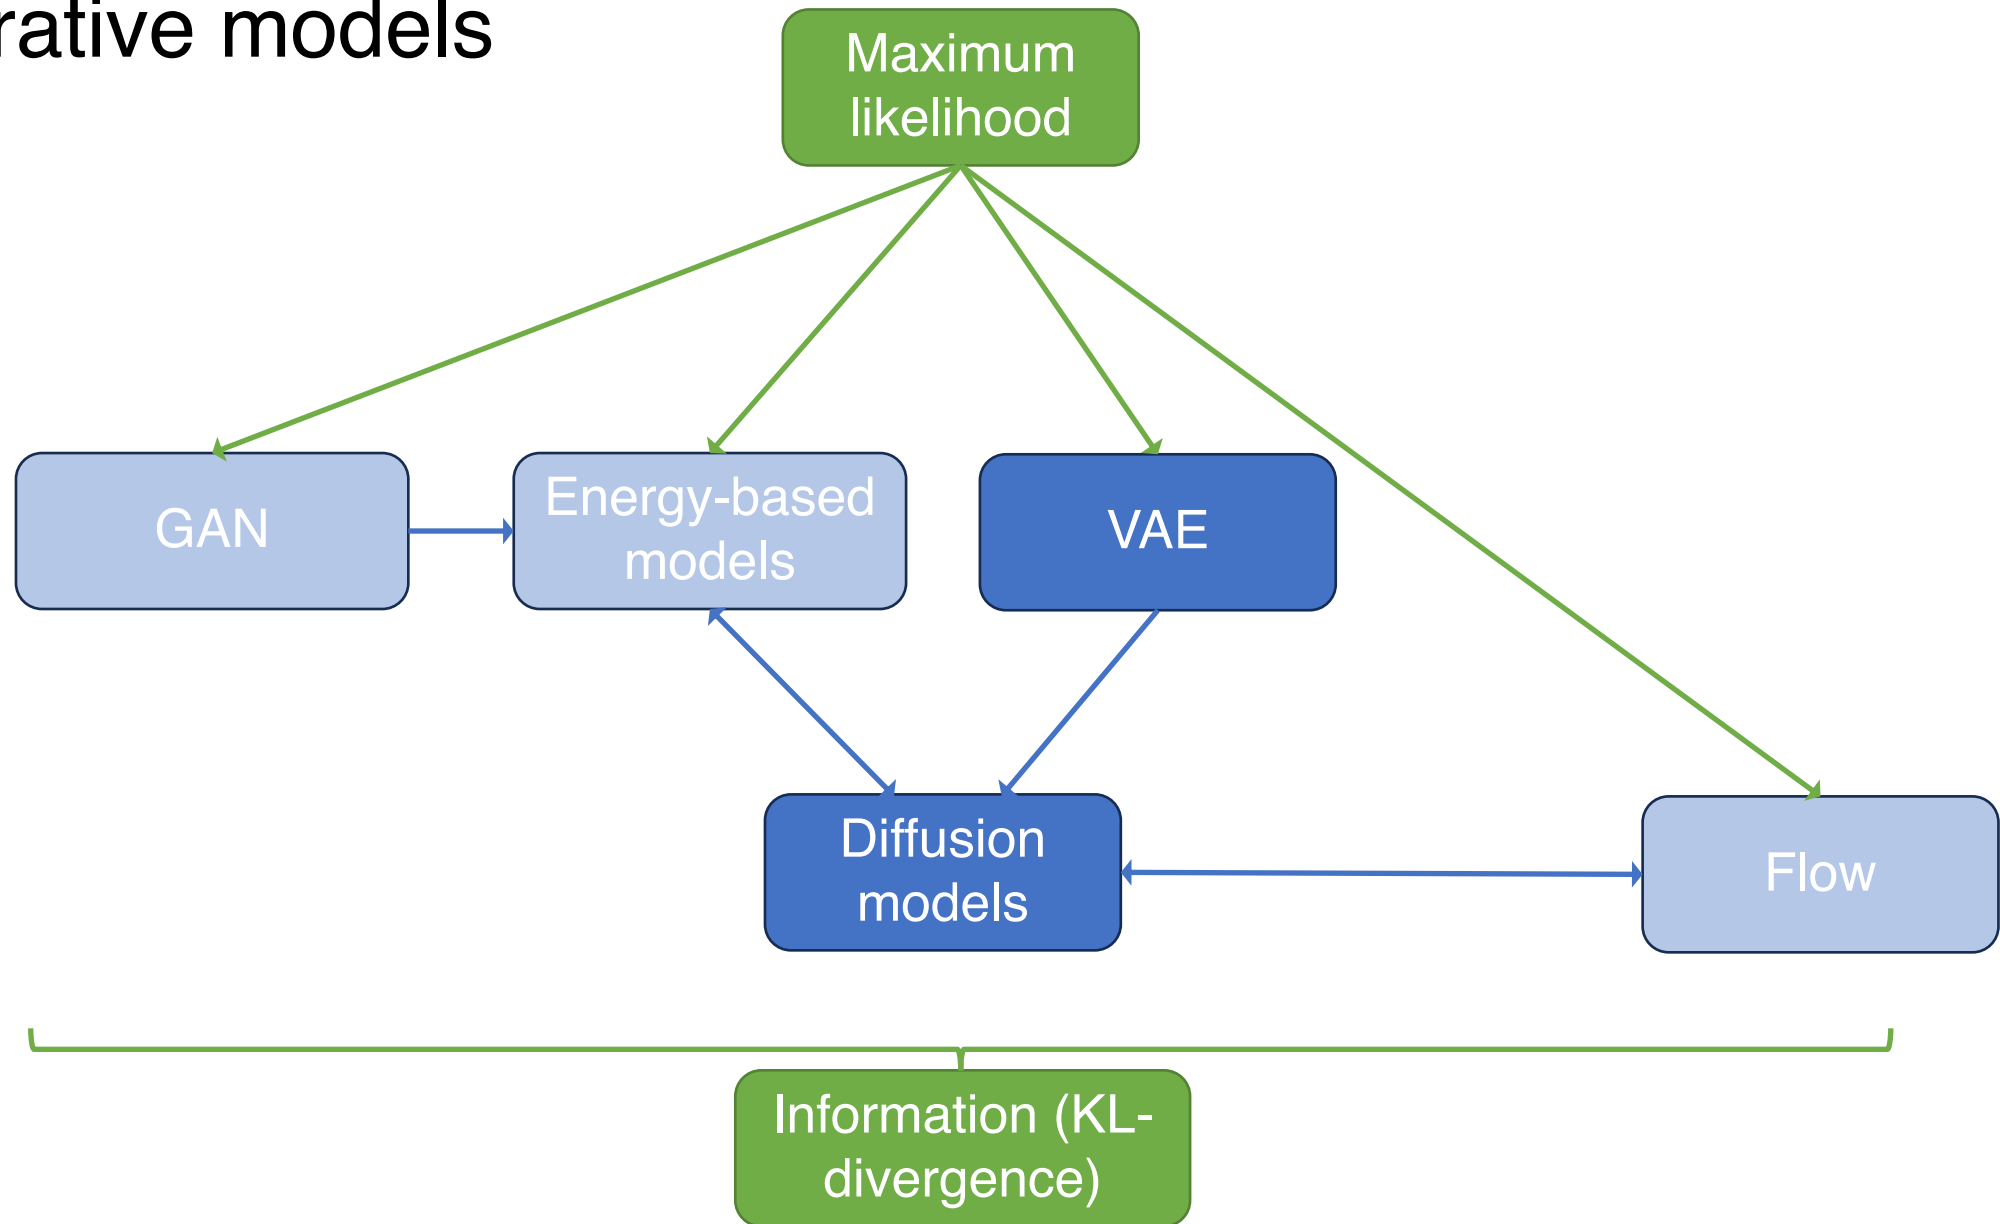 rative models
Maximum
likelihood
GAN
Energy-based
models
VAE
Diffusion
models
Flow
Information (KL-
divergence)